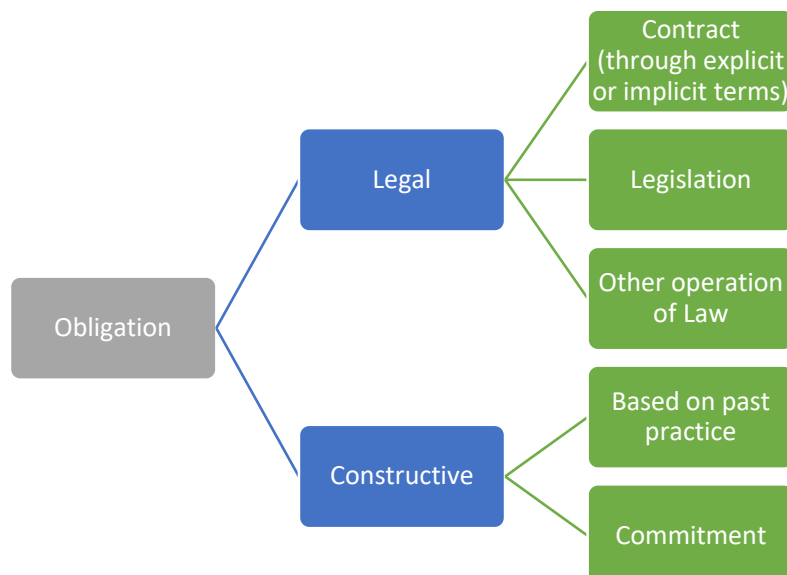 Contract
(through explicit
or implicit terms)
Legal
Legislation
Other operation
of Law
Obligation
Based on past
practice
Constructive
Commitment